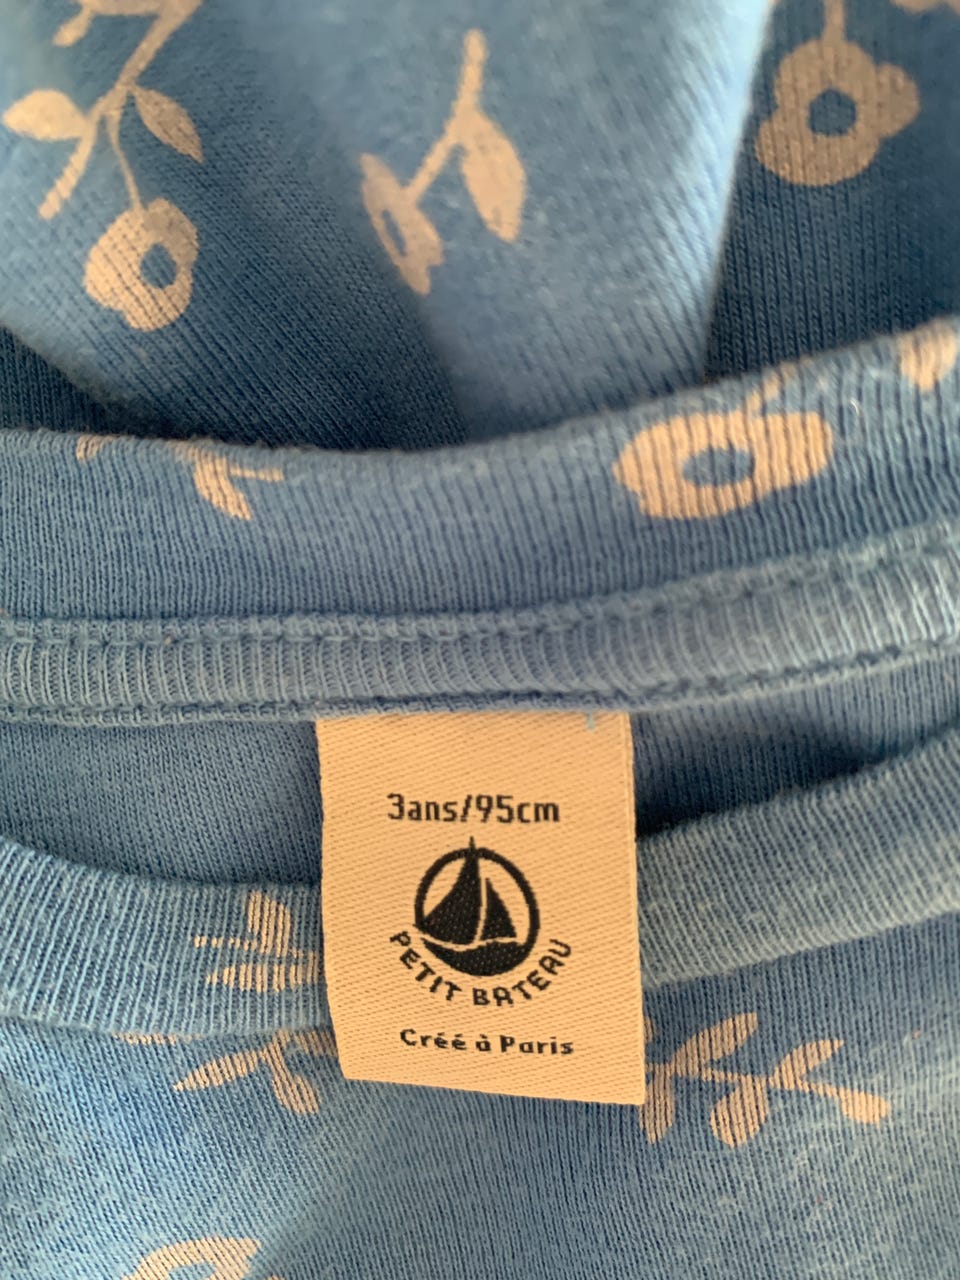 3ans/95cm
PETIT BATEAU
Créé à Paris